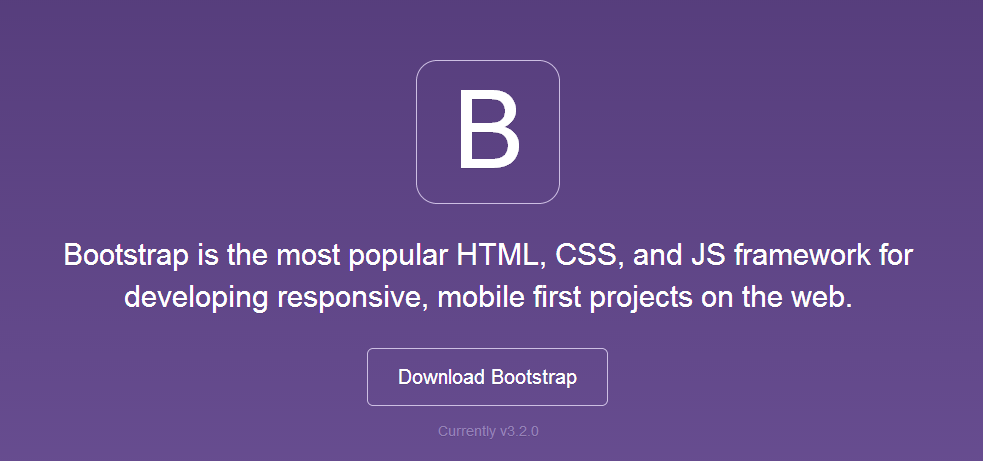 B
Bootstrap is the most popular HTML, CSS, and JS framework for
developing responsive, mobile first projects on the web.
Download Bootstrap
Currently v3.2.0